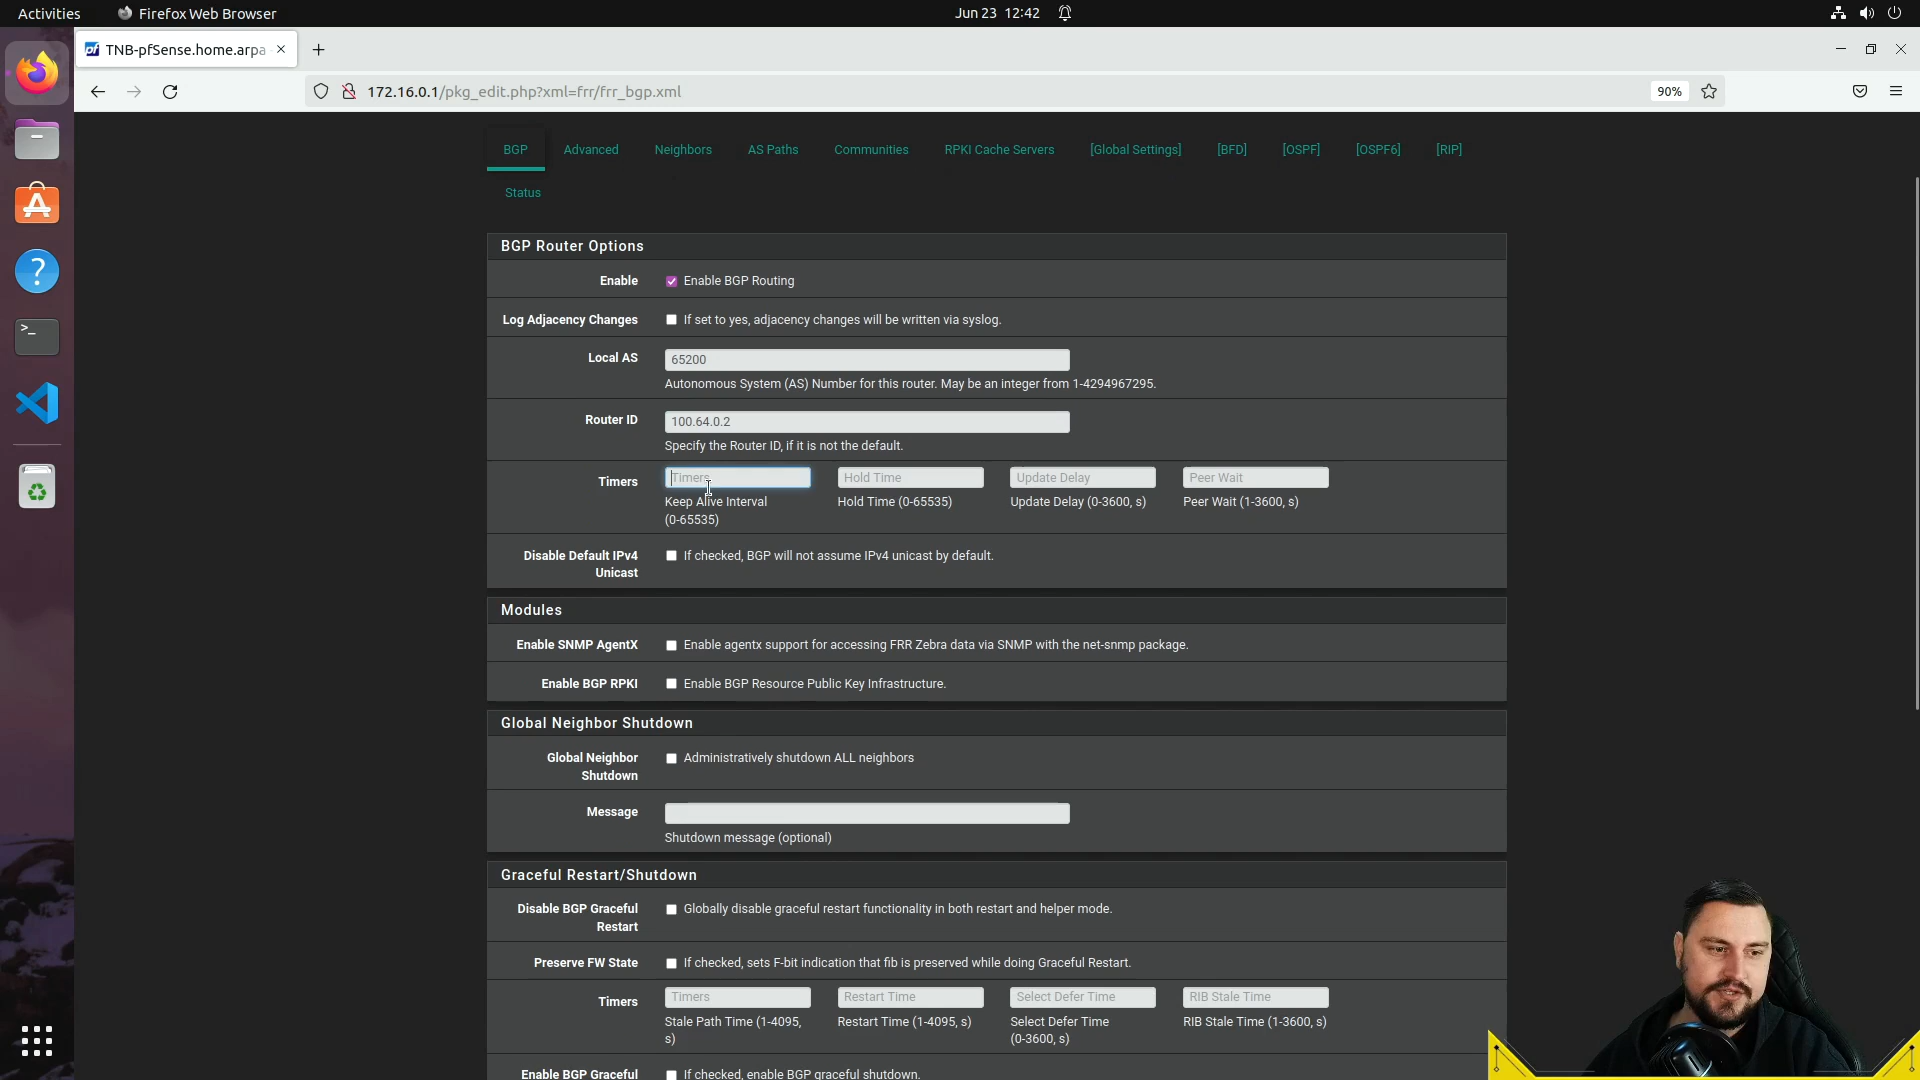 Activities
Firefox Web Browser
Jun 23 12:42
TNB-pfSense.home.arpa
172.16.0.1/pkg_edit.php?xml=frr/frr_bgp.xml
90%
BGP
Advanced
Neighbors
AS Paths
Communities
RPKI Cache Servers
[Global Settings]
[BFD]
[OSPF]
[OSPF6]
[RIP]
Status
BGP Router Options
Enable
Enable BGP Routing
Log Adjacency Changes
If set to yes, adjacency changes will be written via syslog.
Local AS
65200
Autonomous System (AS) Number for this router. May be an integer from 1-4294967295.
Router ID
100.64.0.2
Specify the Router ID, if it is not the default.
Timers
Timers
Hold Time
Update Delay
Peer Wait
Keep Alive Interval
(0-65535)
Hold Time (0-65535)
Update Delay (0-3600, s)
Peer Wait (1-3600, s)
Disable Default IPv4
Unicast
If checked, BGP will not assume IPv4 unicast by default.
Modules
Enable SNMP AgentX
Enable agentx support for accessing FRR Zebra data via SNMP with the net-snmp package.
Enable BGP RPKI
Enable BGP Resource Public Key Infrastructure.
Global Neighbor Shutdown
Global Neighbor
Shutdown
Administratively shutdown ALL neighbors
Message
Shutdown message (optional)
Graceful Restart/Shutdown
Disable BGP Graceful
Restart
Globally disable graceful restart functionality in both restart and helper mode.
Preserve FW State
If checked, sets F-bit indication that fib is preserved while doing Graceful Restart.
Timers
Timers
Restart Time
Select Defer Time
RIB Stale Time
Stale Path Time (1-4095,
s)
Restart Time (1-4095, s)
Select Defer Time
(0-3600, s)
RIB Stale Time (1-3600, s)
Enable BGP Graceful
If checked, enable BGP graceful shutdown.